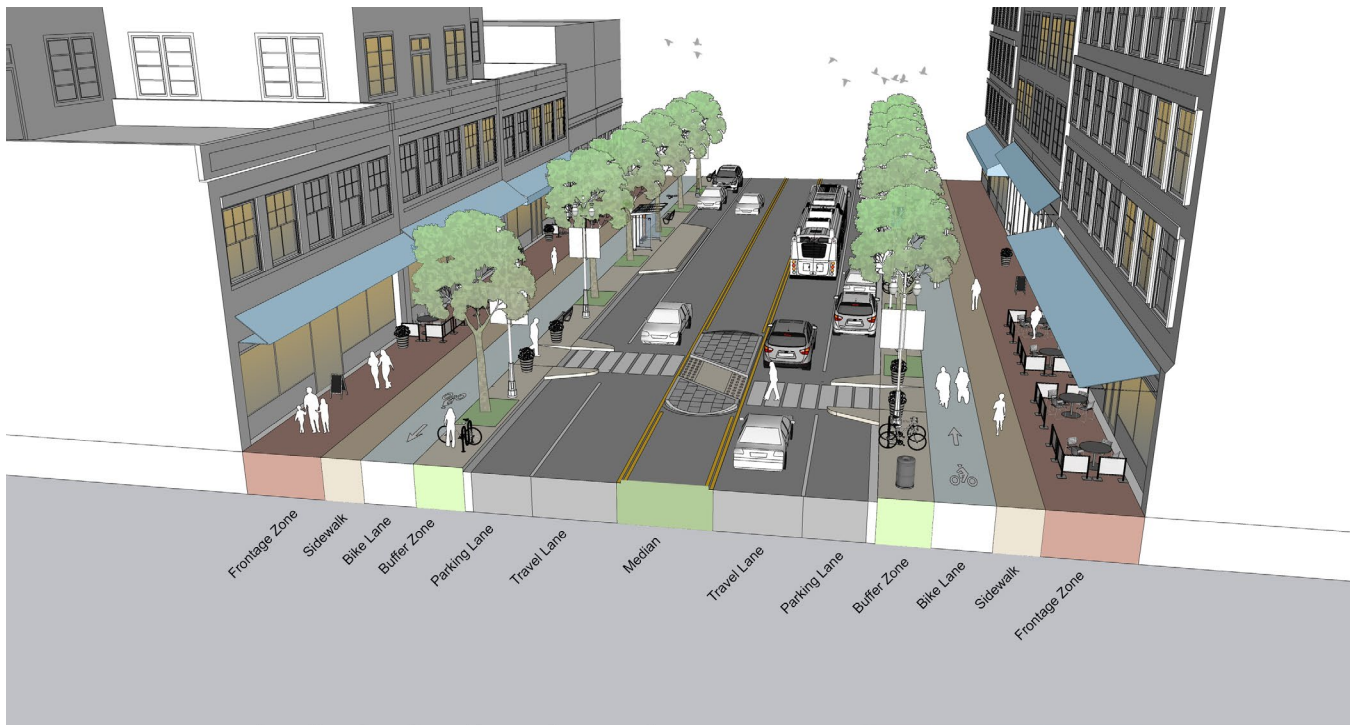 Frontage Zone
Sidewalk
Bike Lane
Buffer Zone
Parking Lane
Travel Lane
Median
Travel Lane
Parking Lane
Buffer Zone
Bike Lane
Sidewalk
Frontage Zone